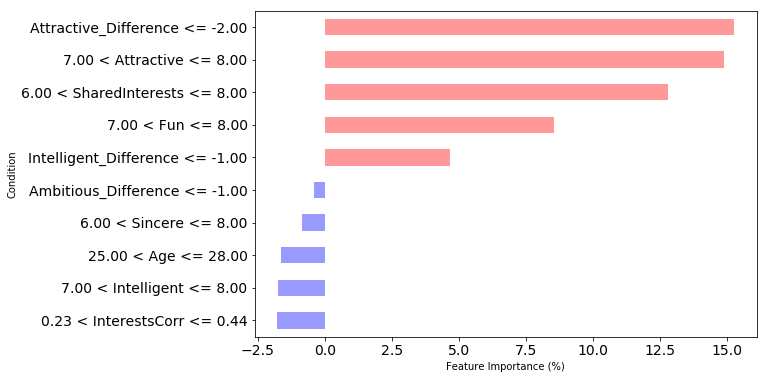 Attractive_Difference <= -2.00
7.00 < Attractive <= 8.00
6.00 < SharedInterests <= 8.00
7.00 < Fun <= 8.00
Intelligent_Difference <= -1.00
Ambitious_Difference <= -1.00
6.00 < Sincere <= 8.00
25.00 < Age <= 28.00
7.00 < Intelligent <= 8.00
0.23 < InterestsCorr <= 0.44
Condition
−2.5 0.0 2.5 5.0 7.5 10.0 12.5 15.0
Feature Importance (%)